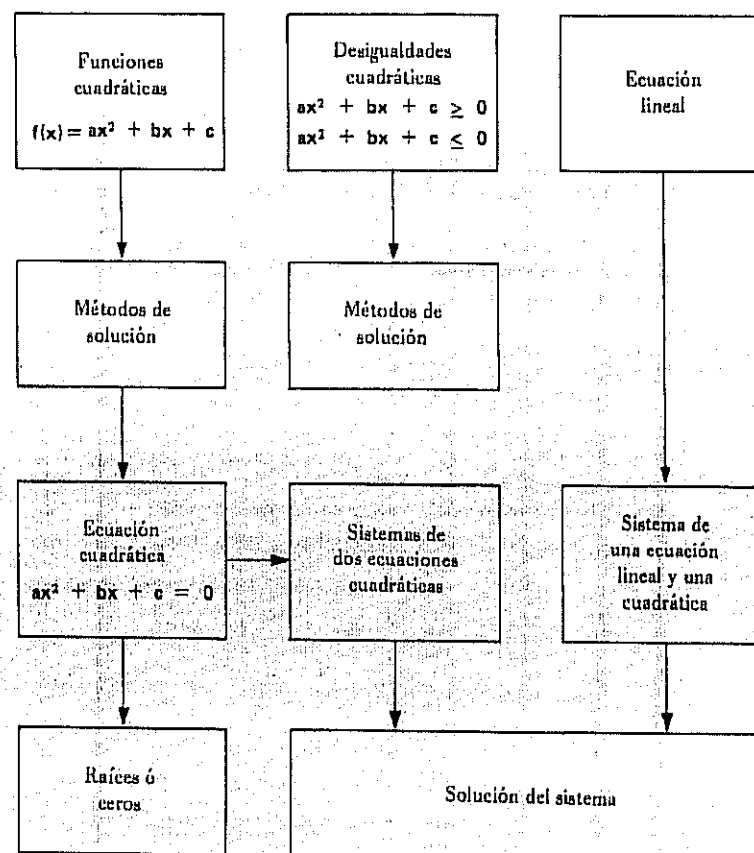 Funciones
cuadráticas
f(x) = ax² + bx + c
Desigualdades
cuadráticas
ax² + bx + c ≥ 0
ax² + bx + c ≤ 0
Ecuación
lineal
Métodos de
solución
Métodos de
solución
Ecuación
cuadrática
ax² + bx + c = 0
Sistemas de
dos ecuaciones
cuadráticas
Sistema de
una ecuación
lineal y una
cuadrática
Raíces ó
ceros
Solución del sistema